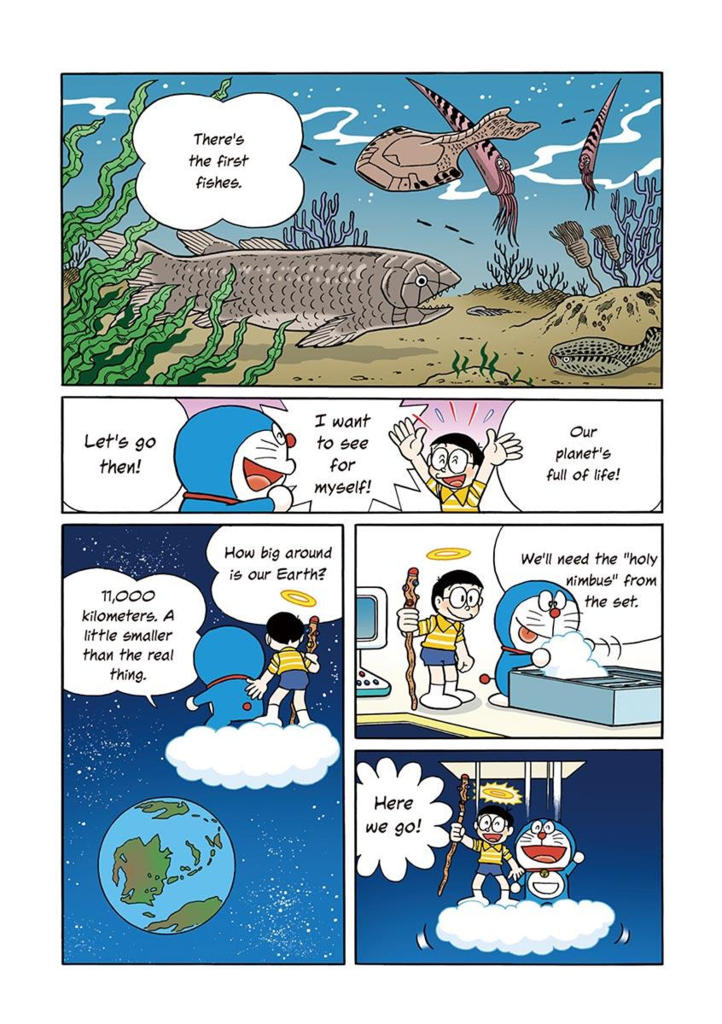 There's
the first
fishes.
Our
planet's
full of life!
I want
to see
for
myself!
Let's go
then!
We'll need the "holy
nimbus" from
the set.
Here
we go!
How big around
is our Earth?
11,000
kilometers. A
little smaller
than the real
thing.